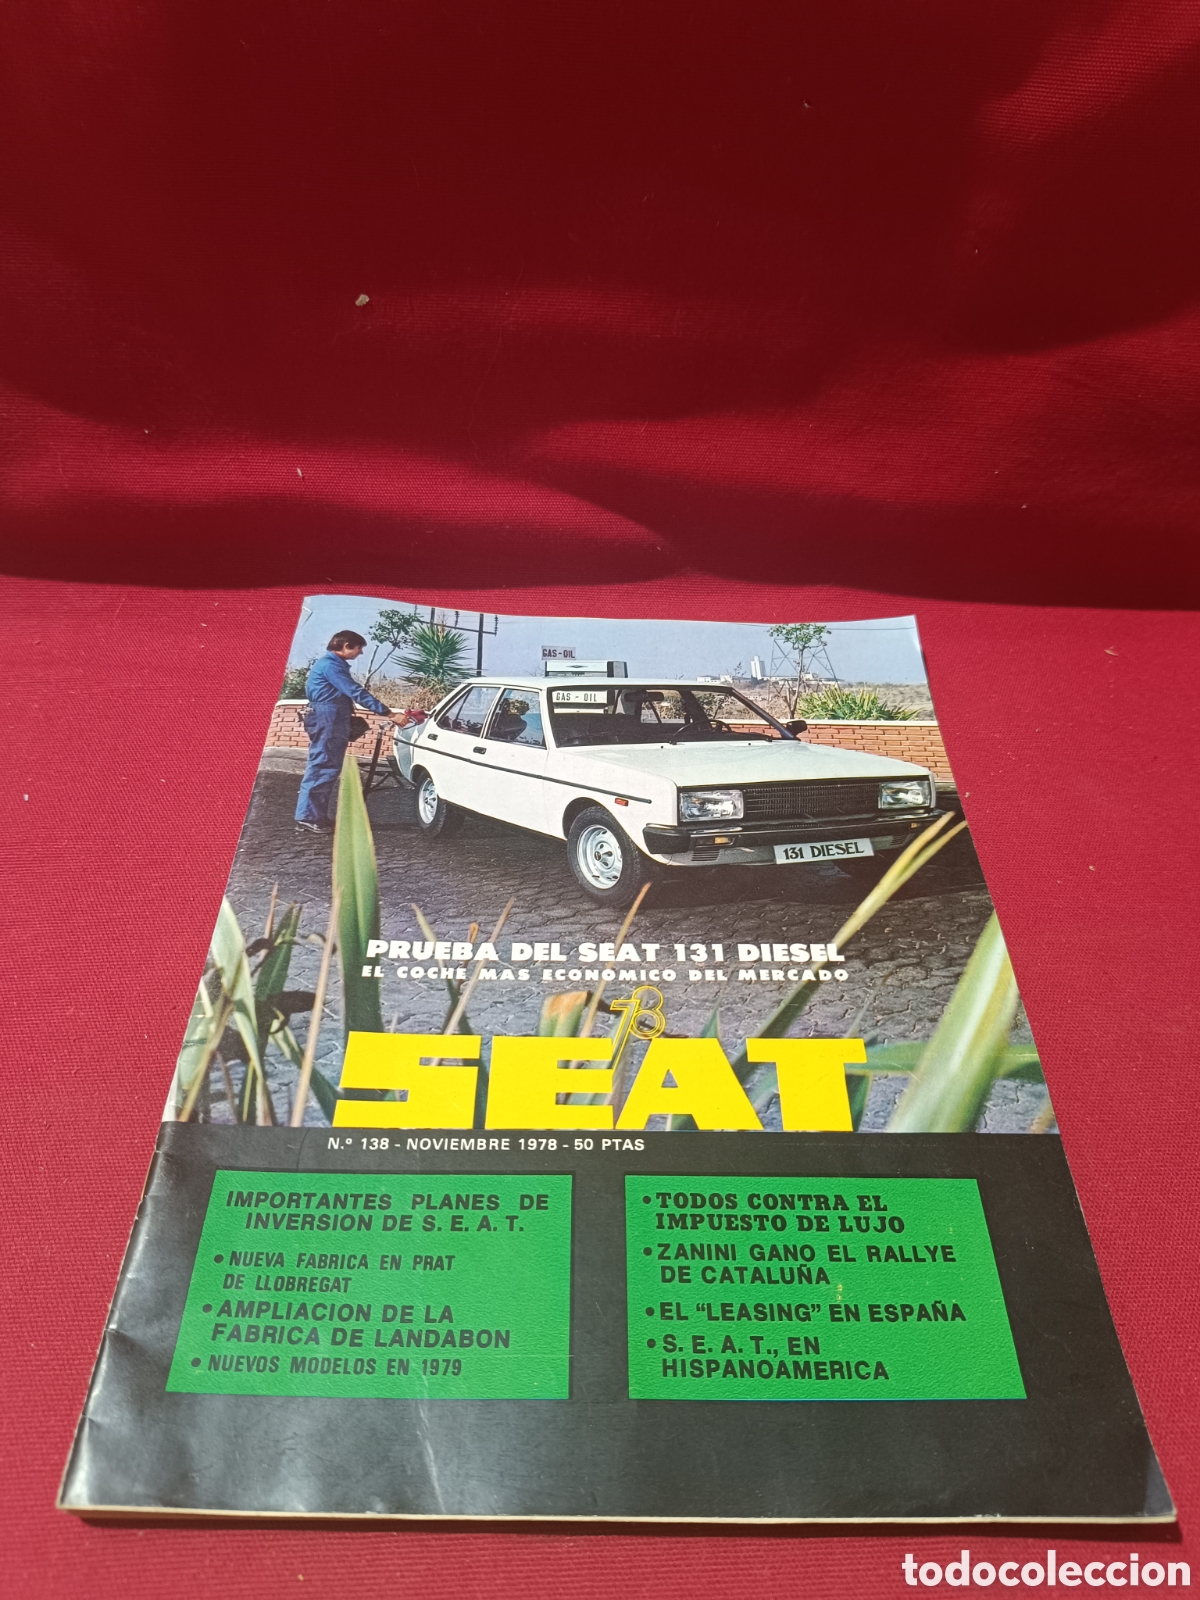 GAS-OIL
GAS - OIL
131 DIESEL
PRUEBA DEL SEAT 131 DIESEL
EL COCHE MAS ECONOMICO DEL MERCADO
78
SEAT
N.º 138 - NOVIEMBRE 1978 - 50 PTAS
IMPORTANTES PLANES DE
INVERSION DE S. E. A. T.
• NUEVA FABRICA EN PRAT
DE LLOBREGAT
• AMPLIACION DE LA
FABRICA DE LANDABON
• NUEVOS MODELOS EN 1979
• TODOS CONTRA EL
IMPUESTO DE LUJO
• ZANINI GANO EL RALLYE
DE CATALUÑA
• EL "LEASING" EN ESPAÑA
• S. E. A. T., EN
HISPANOAMERICA
todocoleccion